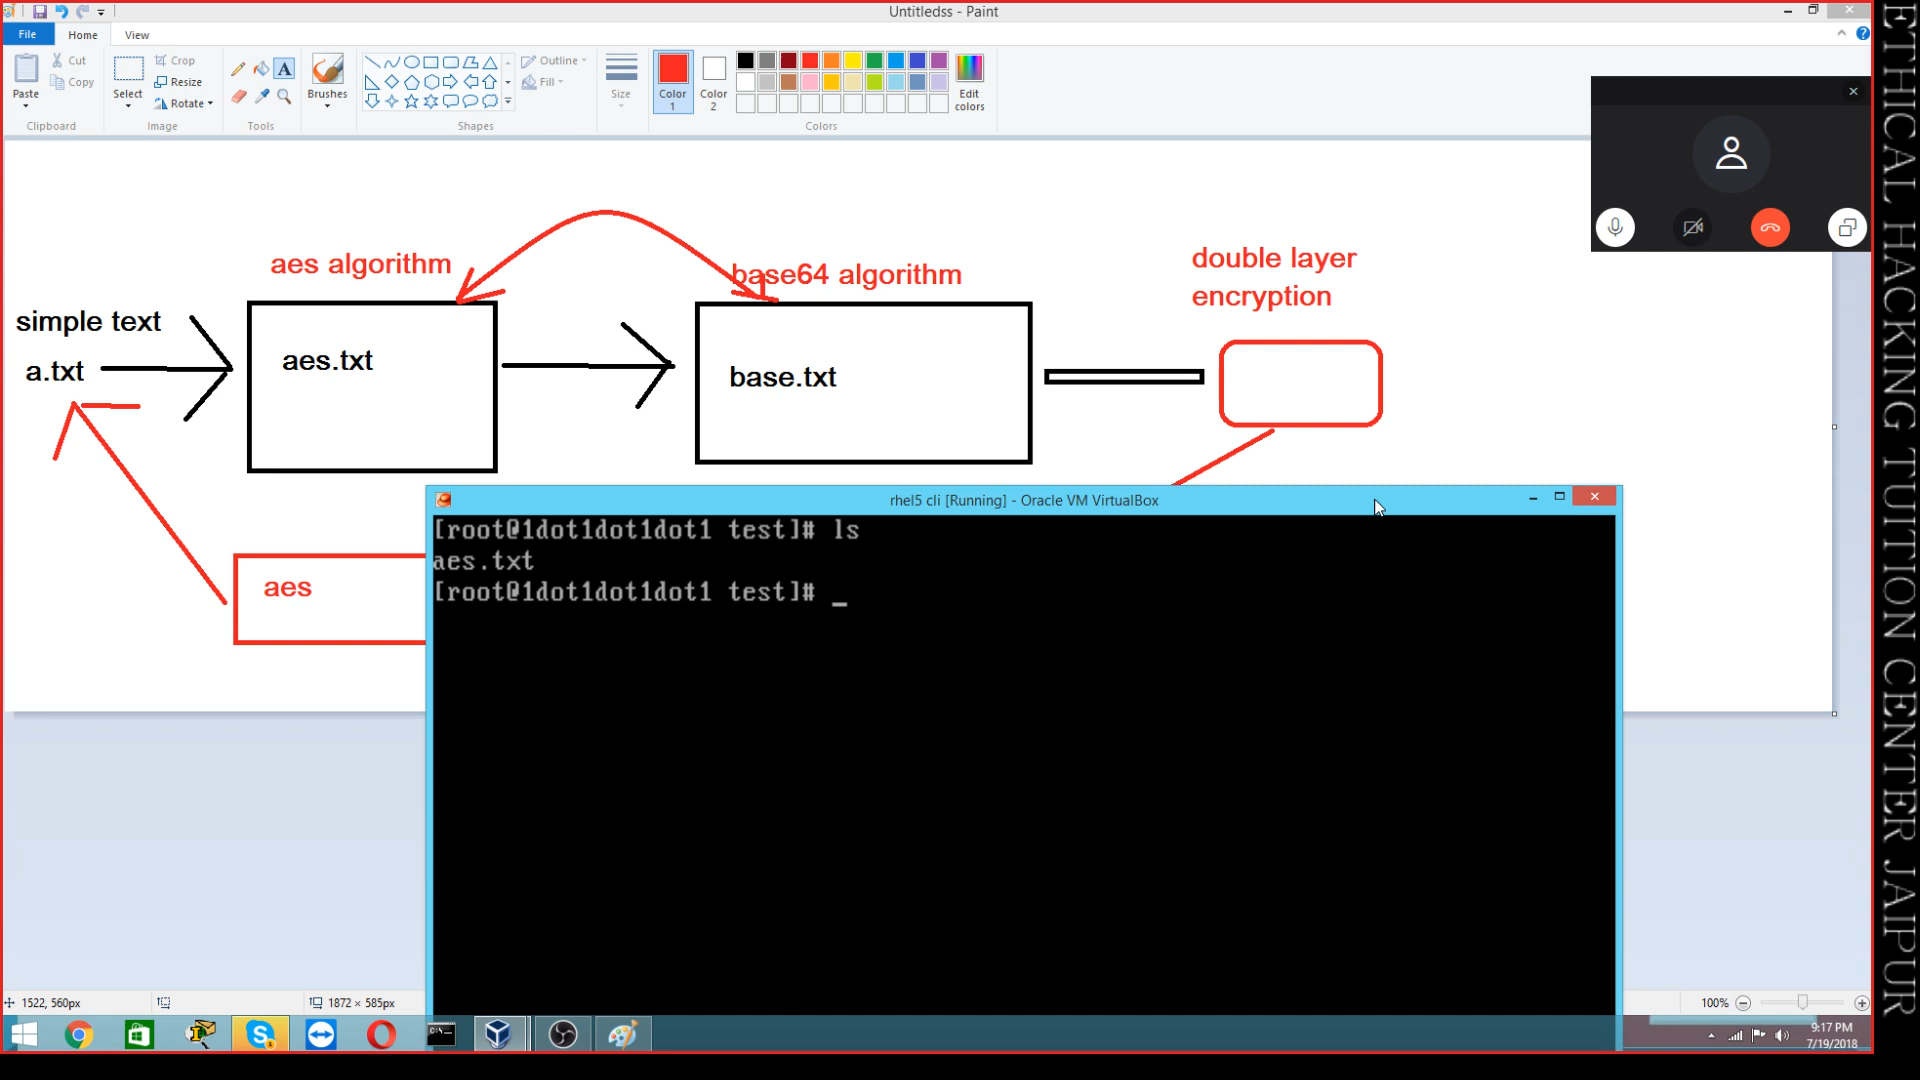 Untitledss - Paint
File Home View
Paste
Cut
Copy
Clipboard
Select
Crop
Resize
Rotate
Image
A
Tools
Brushes
Outline
Fill
Shapes
Size
Color
1
Color
2
Edit
colors
Colors
aes algorithm
base64 algorithm
double layer
encryption
simple text
a.txt
aes.txt
base.txt
aes
rhel5 cli [Running] - Oracle VM VirtualBox
[root@1dot1dot1dot1 test]# ls
aes.txt
[root@1dot1dot1dot1 test]# _
1522, 560px
1872 × 585px
100%
9:17 PM
7/19/2018
ETHICAL HACKING TUITION CENTER JAIPUR